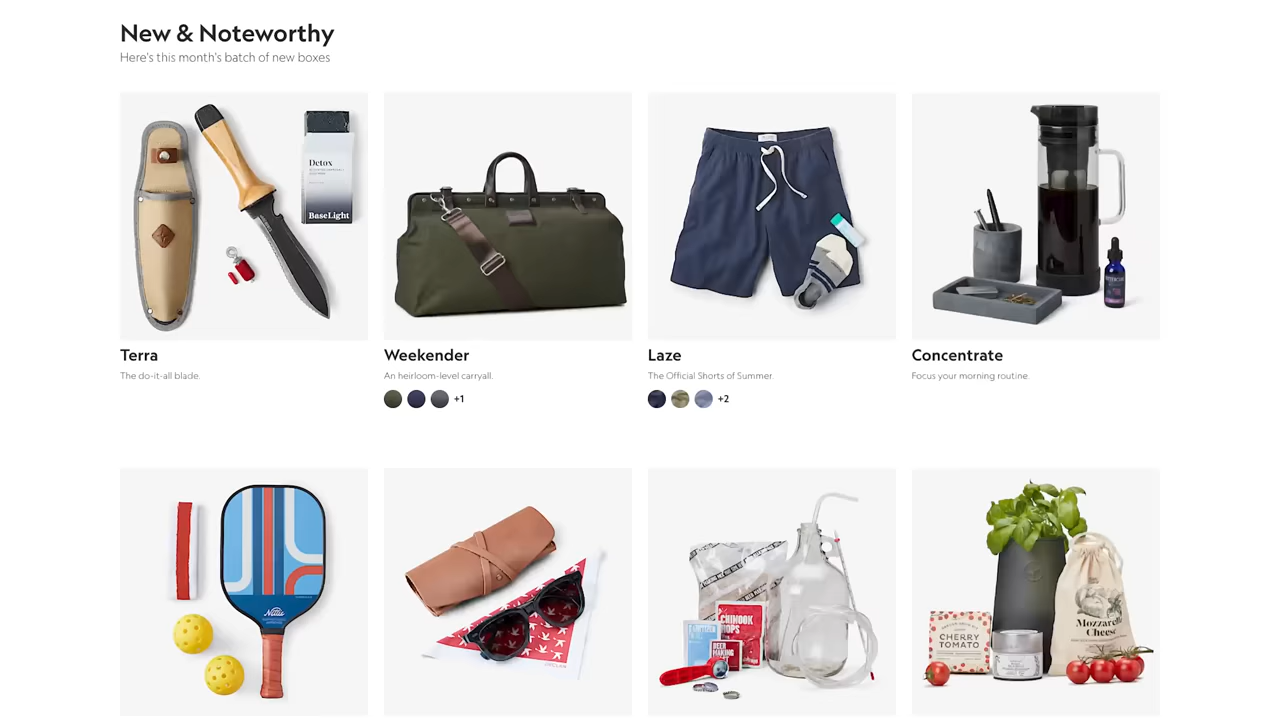 New & Noteworthy
Here's this month's batch of new boxes
Detox
BaseLight
Terra
The do-it-all blade.
Weekender
An heirloom-level carryall.
+1
Laze
The Official Shorts of Summer.
+2
Concentrate
Focus your morning routine.
CHINOOK
HOPS
BEER
MAKING
CHERRY
TOMATO
Mozzarella
Cheese